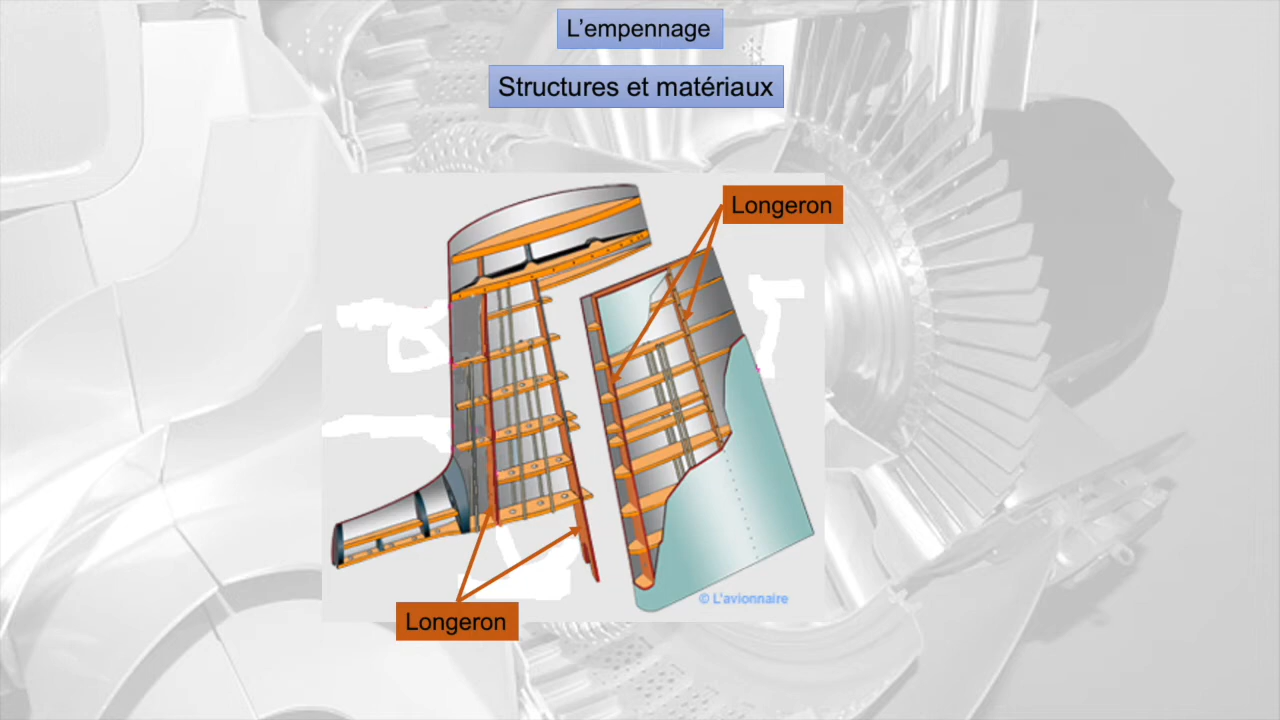 L’empennage
Structures et matériaux
Longeron
© L'avionnaire
Longeron